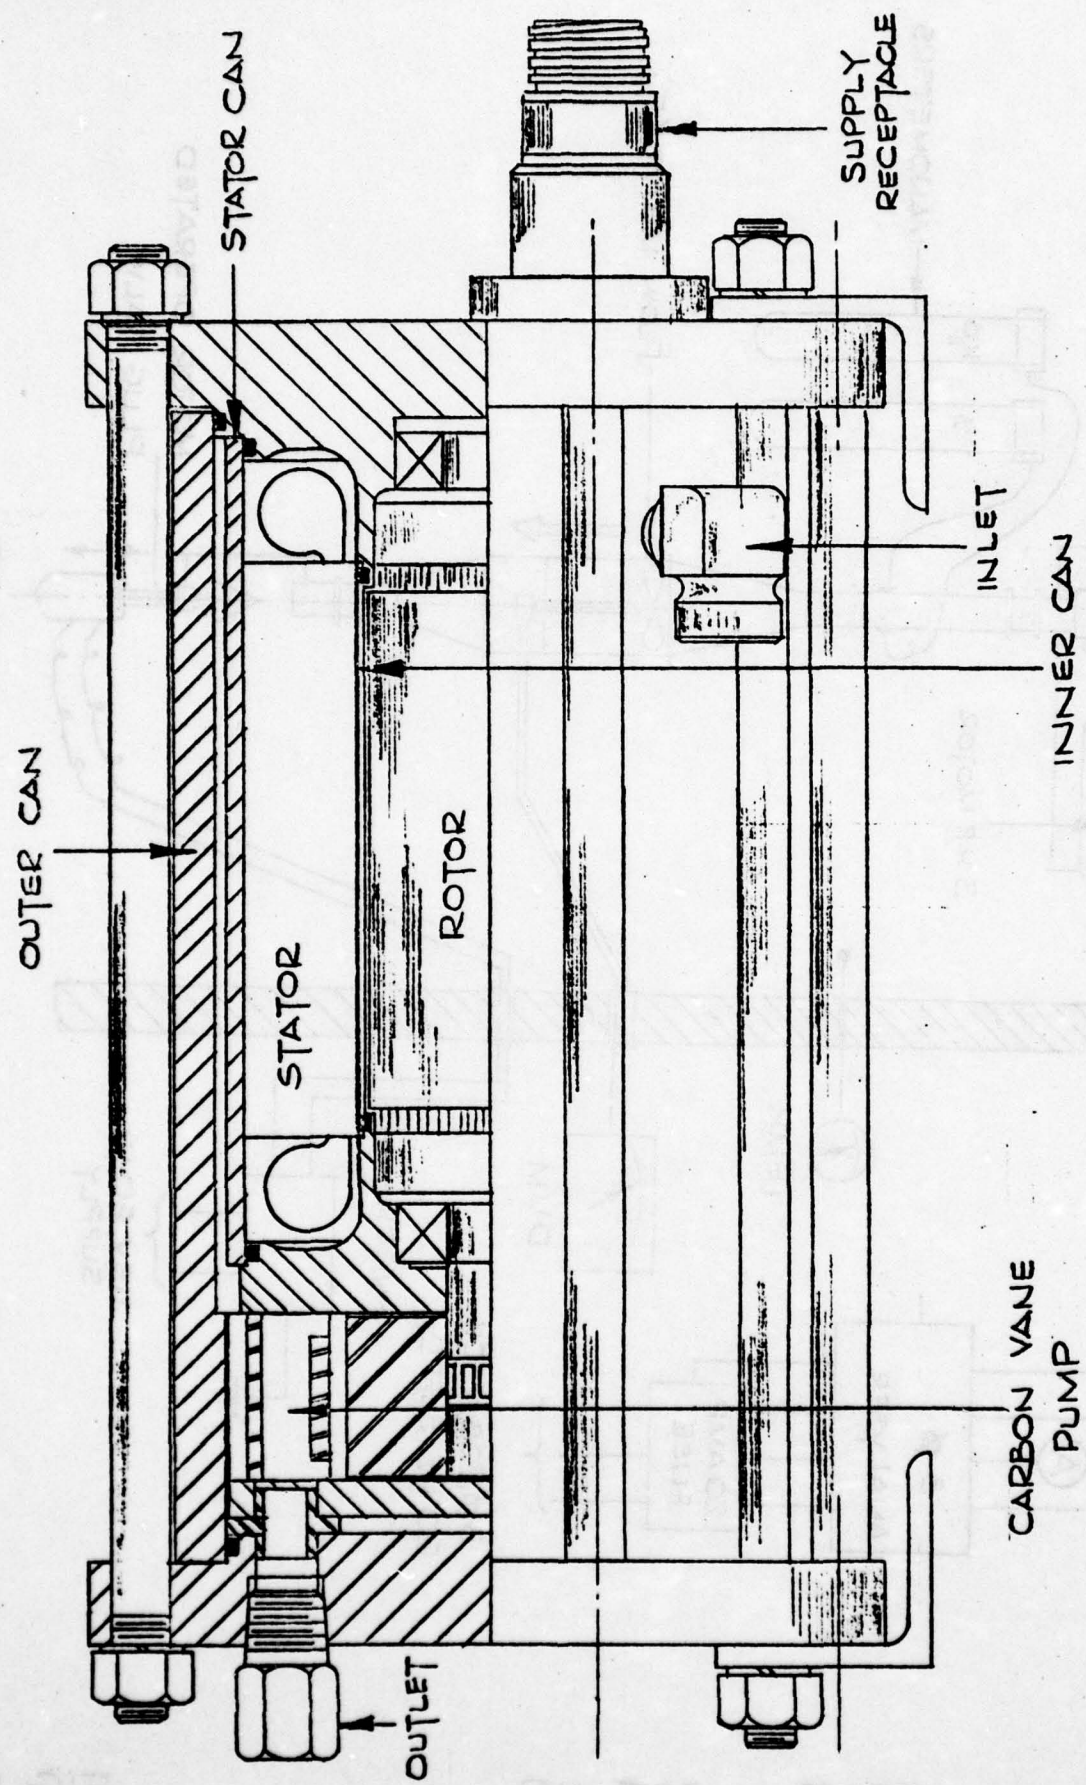 OUTER CAN
STATOR CAN
STATOR
ROTOR
SUPPLY
RECEPTACLE
INLET
INNER CAN
CARBON VANE
PUMP
OUTLET